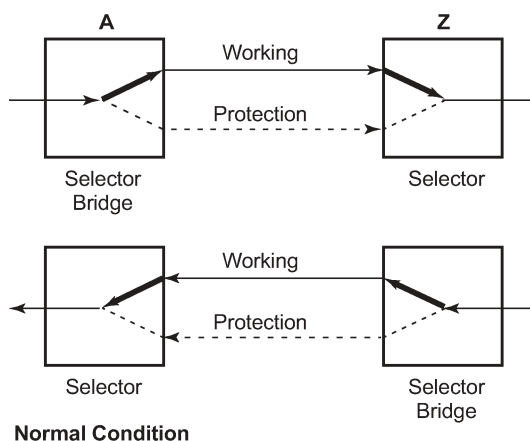 A
Z
Working
Protection
Selector
Bridge
Selector
Working
Protection
Selector
Selector
Bridge
Normal Condition